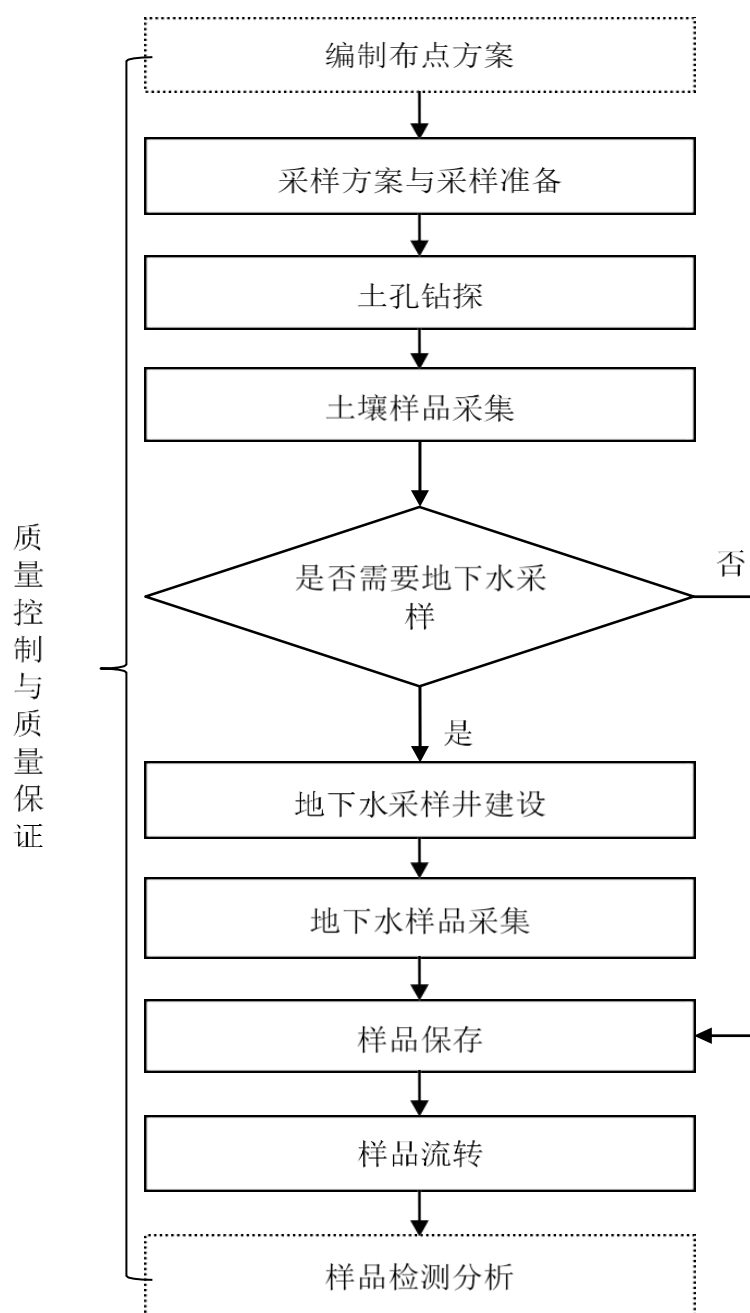 编制布点方案
采样方案与采样准备
土孔钻探
土壤样品采集
是否需要地下水采
样
否
是
地下水采样井建设
地下水样品采集
样品保存
样品流转
样品检测分析
质量控制与质量保证